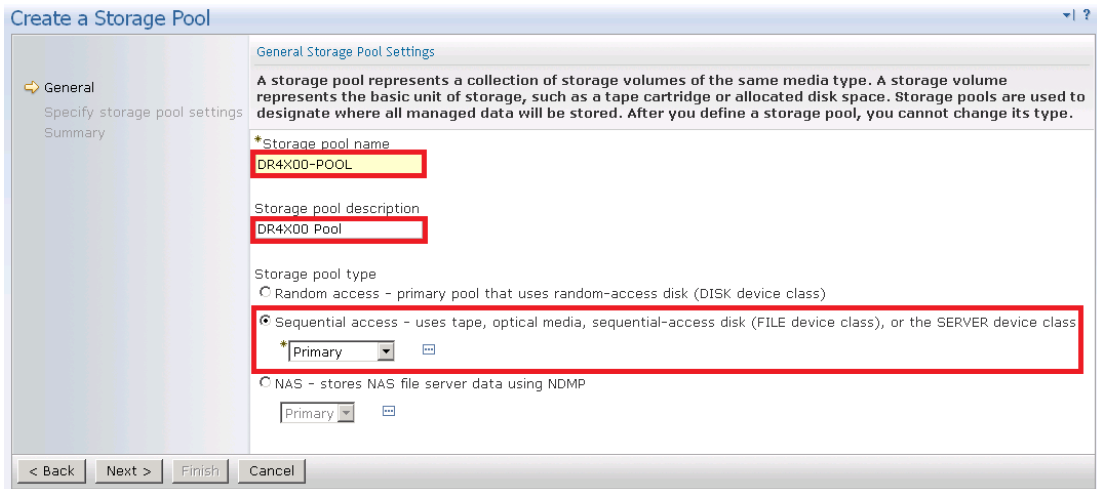 Create a Storage Pool
?
General
Specify storage pool settings
Summary
General Storage Pool Settings
A storage pool represents a collection of storage volumes of the same media type. A storage volume
represents the basic unit of storage, such as a tape cartridge or allocated disk space. Storage pools are used to
designate where all managed data will be stored. After you define a storage pool, you cannot change its type.
*Storage pool name
DR4X00-POOL
Storage pool description
DR4X00 Pool
Storage pool type
Random access - primary pool that uses random-access disk (DISK device class)
Sequential access - uses tape, optical media, sequential-access disk (FILE device class), or the SERVER device class
*Primary
NAS - stores NAS file server data using NDMP
Primary
< Back Next > Finish Cancel